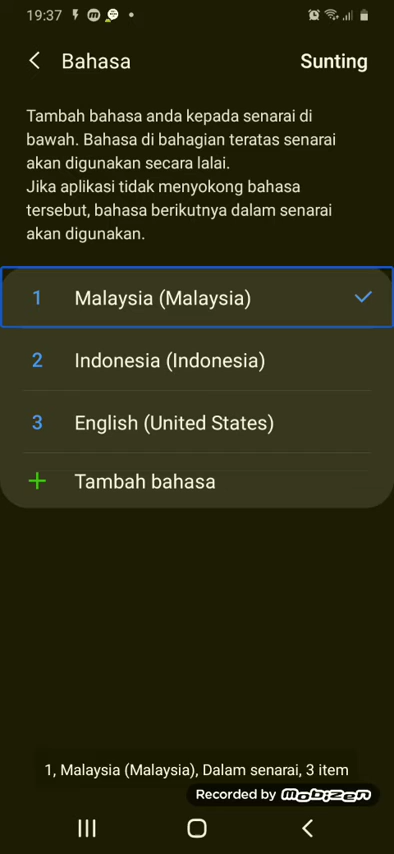 19:37
Bahasa
Sunting
Tambah bahasa anda kepada senarai di
bawah. Bahasa di bahagian teratas senarai
akan digunakan secara lalai.
Jika aplikasi tidak menyokong bahasa
tersebut, bahasa berikutnya dalam senarai
akan digunakan.
1 Malaysia (Malaysia)
2 Indonesia (Indonesia)
3 English (United States)
+ Tambah bahasa
1, Malaysia (Malaysia), Dalam senarai, 3 item
Recorded by mobizen